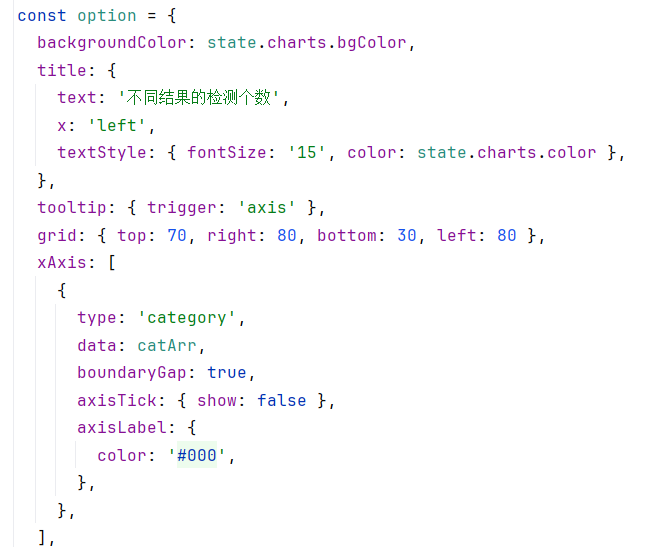 const option = {
backgroundColor: state.charts.bgColor,
title: {
text: '不同结果的检测个数',
x: 'left',
textStyle: { fontSize: '15', color: state.charts.color },
},
tooltip: { trigger: 'axis' },
grid: { top: 70, right: 80, bottom: 30, left: 80 },
xAxis: [
{
type: 'category',
data: catArr,
boundaryGap: true,
axisTick: { show: false },
axisLabel: {
color: '#000',
},
},
],